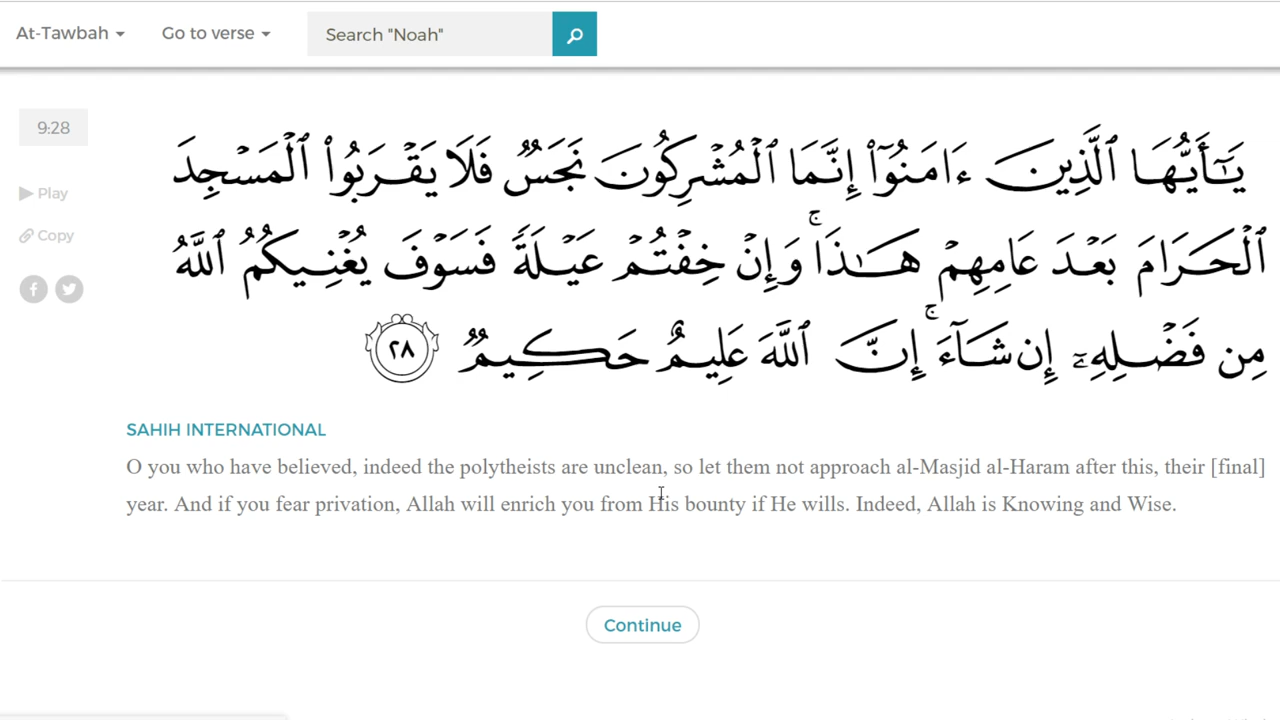 At-Tawbah Go to verse Search "Noah"
9:28
يَـٰٓأَيُّهَا ٱلَّذِينَ ءَامَنُوٓا۟ إِنَّمَا ٱلْمُشْرِكُونَ نَجَسٌ فَلَا يَقْرَبُوا۟ ٱلْمَسْجِدَ
Play
ٱلْحَرَامَ بَعْدَ عَامِهِمْ هَـٰذَا ۚ وَإِنْ خِفْتُمْ عَيْلَةً فَسَوْفَ يُغْنِيكُمُ ٱللَّهُ
Copy
مِن فَضْلِهِۦٓ إِن شَآءَ ۚ إِنَّ ٱللَّهَ عَلِيمٌ حَكِيمٌ ٢٨
SAHIH INTERNATIONAL
O you who have believed, indeed the polytheists are unclean, so let them not approach al-Masjid al-Haram after this, their [final]
year. And if you fear privation, Allah will enrich you from His bounty if He wills. Indeed, Allah is Knowing and Wise.
Continue